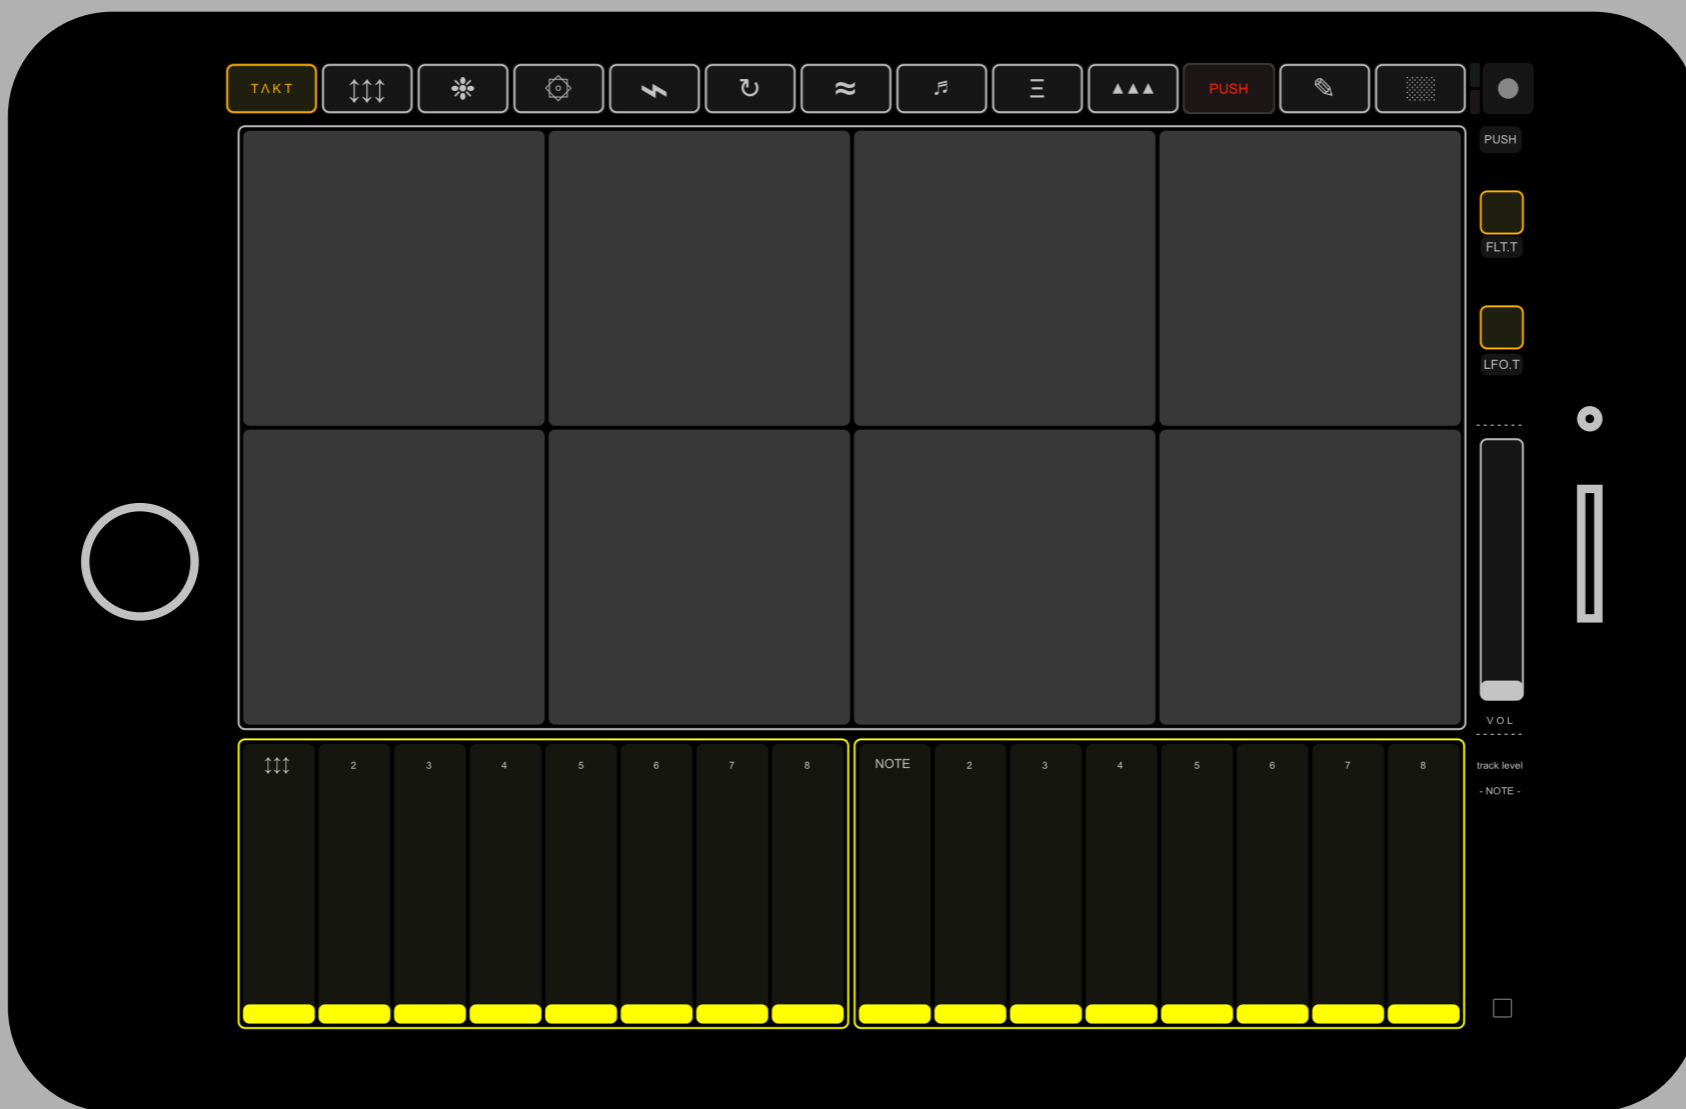 TΛKT
PUSH
PUSH
FLT.T
LFO.T
VOL
2 3 4 5 6 7 8
NOTE 2 3 4 5 6 7 8
track level
- NOTE -